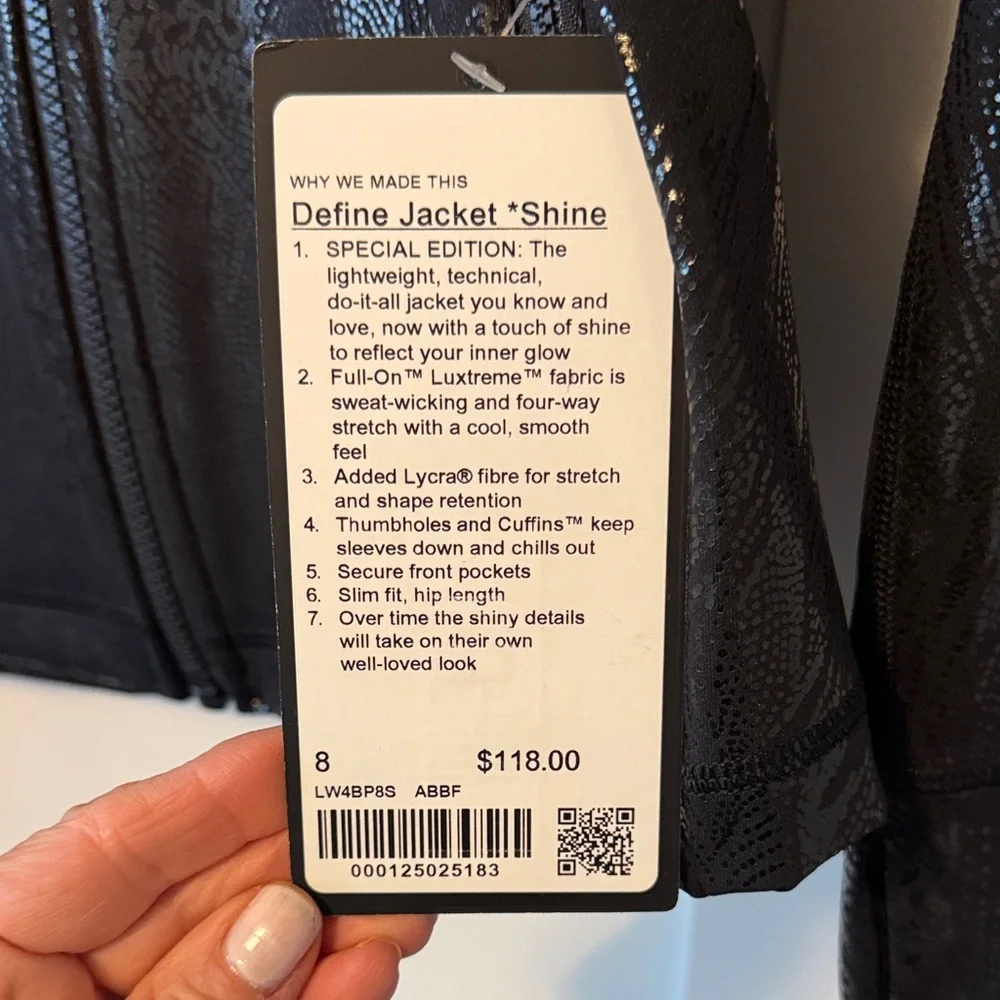 WHY WE MADE THIS
Define Jacket *Shine
1. SPECIAL EDITION: The
lightweight, technical,
do-it-all jacket you know and
love, now with a touch of shine
to reflect your inner glow
2. Full-On™ Luxtreme™ fabric is
sweat-wicking and four-way
stretch with a cool, smooth
feel
3. Added Lycra® fibre for stretch
and shape retention
4. Thumbholes and Cuffins™ keep
sleeves down and chills out
5. Secure front pockets
6. Slim fit, hip length
7. Over time the shiny details
will take on their own
well-loved look
8 $118.00
LW4BP8S ABBF
000125025183